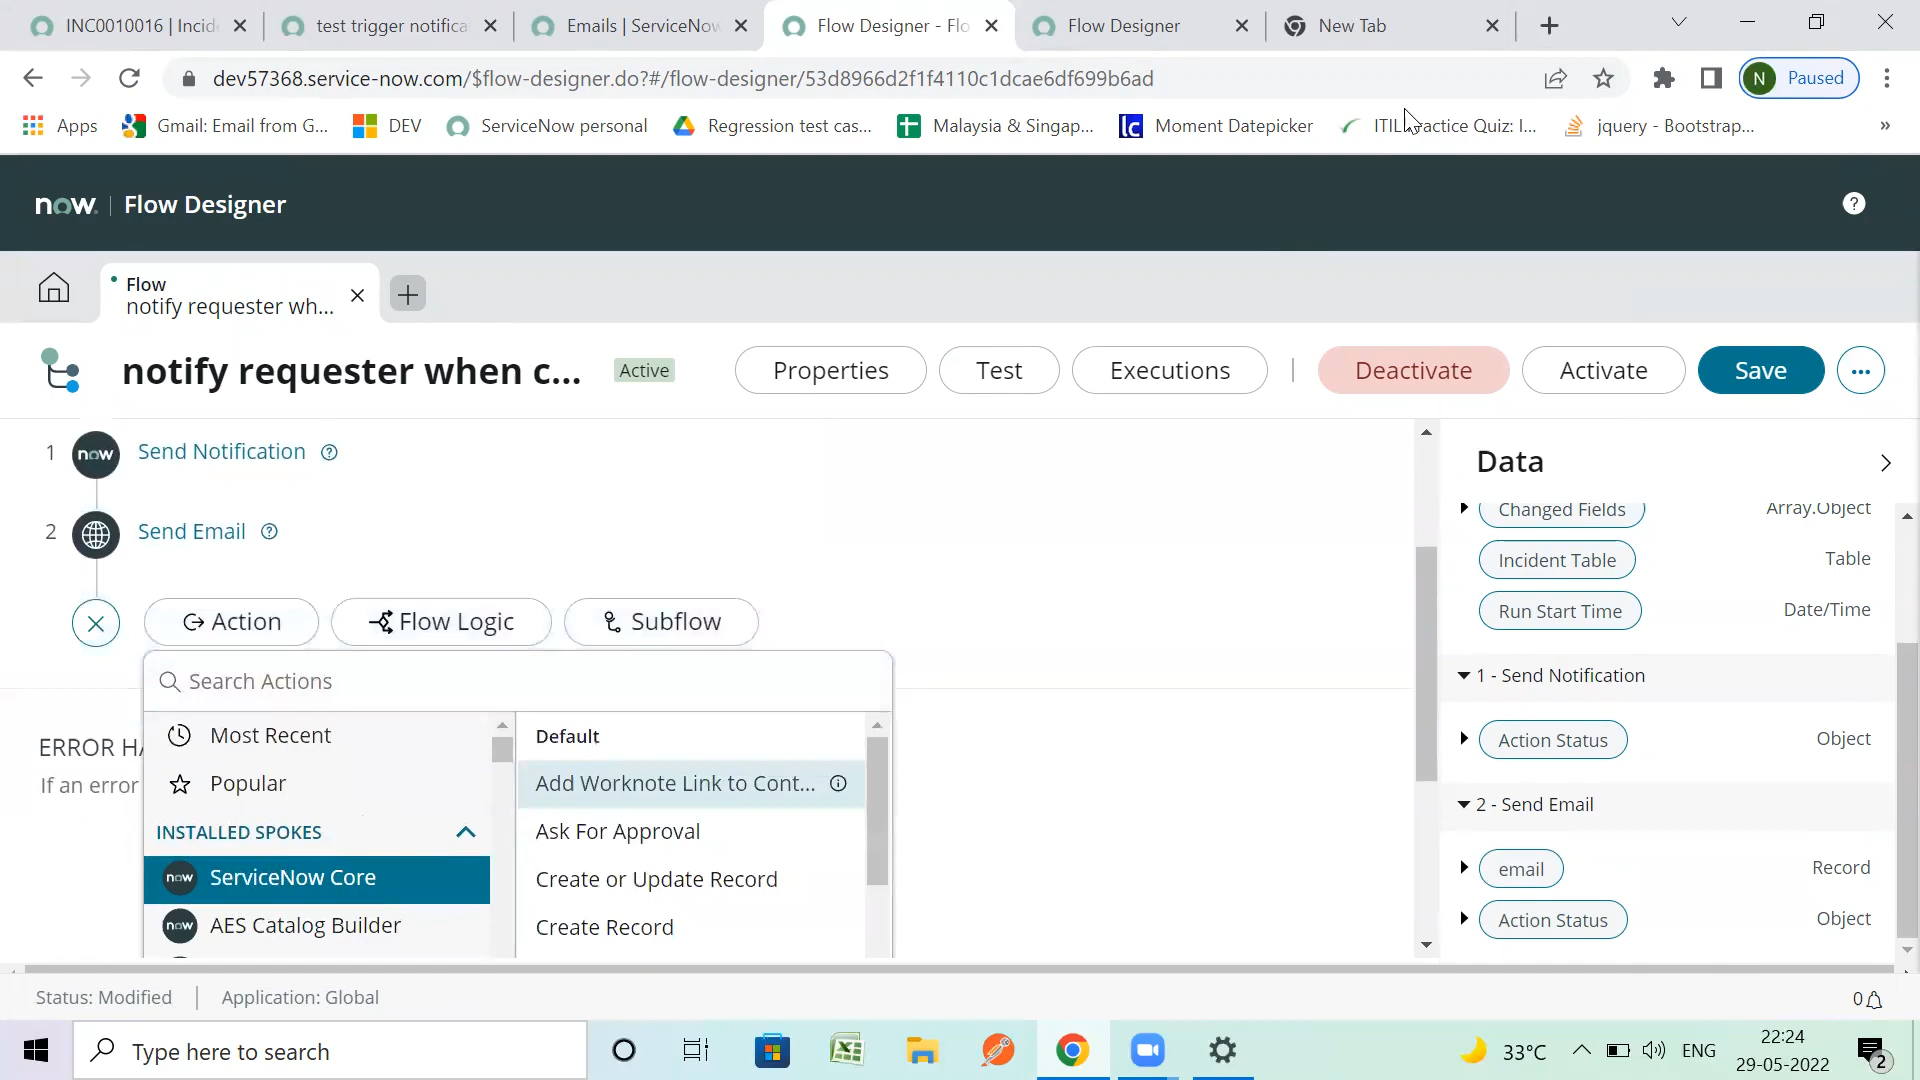 INC0010016 | Incid
test trigger notifica
Emails | ServiceNow
Flow Designer - Flo
Flow Designer
New Tab
dev57368.service-now.com/$flow-designer.do?#/flow-designer/53d8966d2f1f4110c1dcae6df699b6ad
N Paused
Apps
Gmail: Email from G...
DEV
ServiceNow personal
Regression test cas...
Malaysia & Singap...
lc Moment Datepicker
ITIL Practice Quiz: I...
jquery - Bootstrap...
»
now. | Flow Designer
?
Flow
notify requester wh...
notify requester when c...
Active
Properties
Test
Executions
Deactivate
Activate
Save
...
1 now Send Notification ?
2 Send Email ?
Action
Flow Logic
Subflow
Search Actions
Most Recent
Popular
INSTALLED SPOKES
now ServiceNow Core
now AES Catalog Builder
Default
Add Worknote Link to Cont...
Ask For Approval
Create or Update Record
Create Record
ERROR HA
If an error
Data
Changed Fields Array.Object
Incident Table Table
Run Start Time Date/Time
1 - Send Notification
Action Status Object
2 - Send Email
email Record
Action Status Object
Status: Modified | Application: Global
0
Type here to search
33°C
ENG
22:24
29-05-2022
2